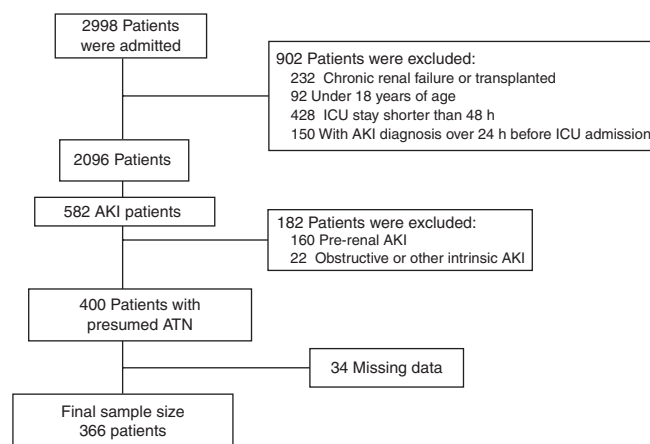 2998 Patients
were admitted
902 Patients were excluded:
232 Chronic renal failure or transplanted
92 Under 18 years of age
428 ICU stay shorter than 48 h
150 With AKI diagnosis over 24 h before ICU admission
2096 Patients
582 AKI patients
182 Patients were excluded:
160 Pre-renal AKI
22 Obstructive or other intrinsic AKI
400 Patients with
presumed ATN
34 Missing data
Final sample size
366 patients